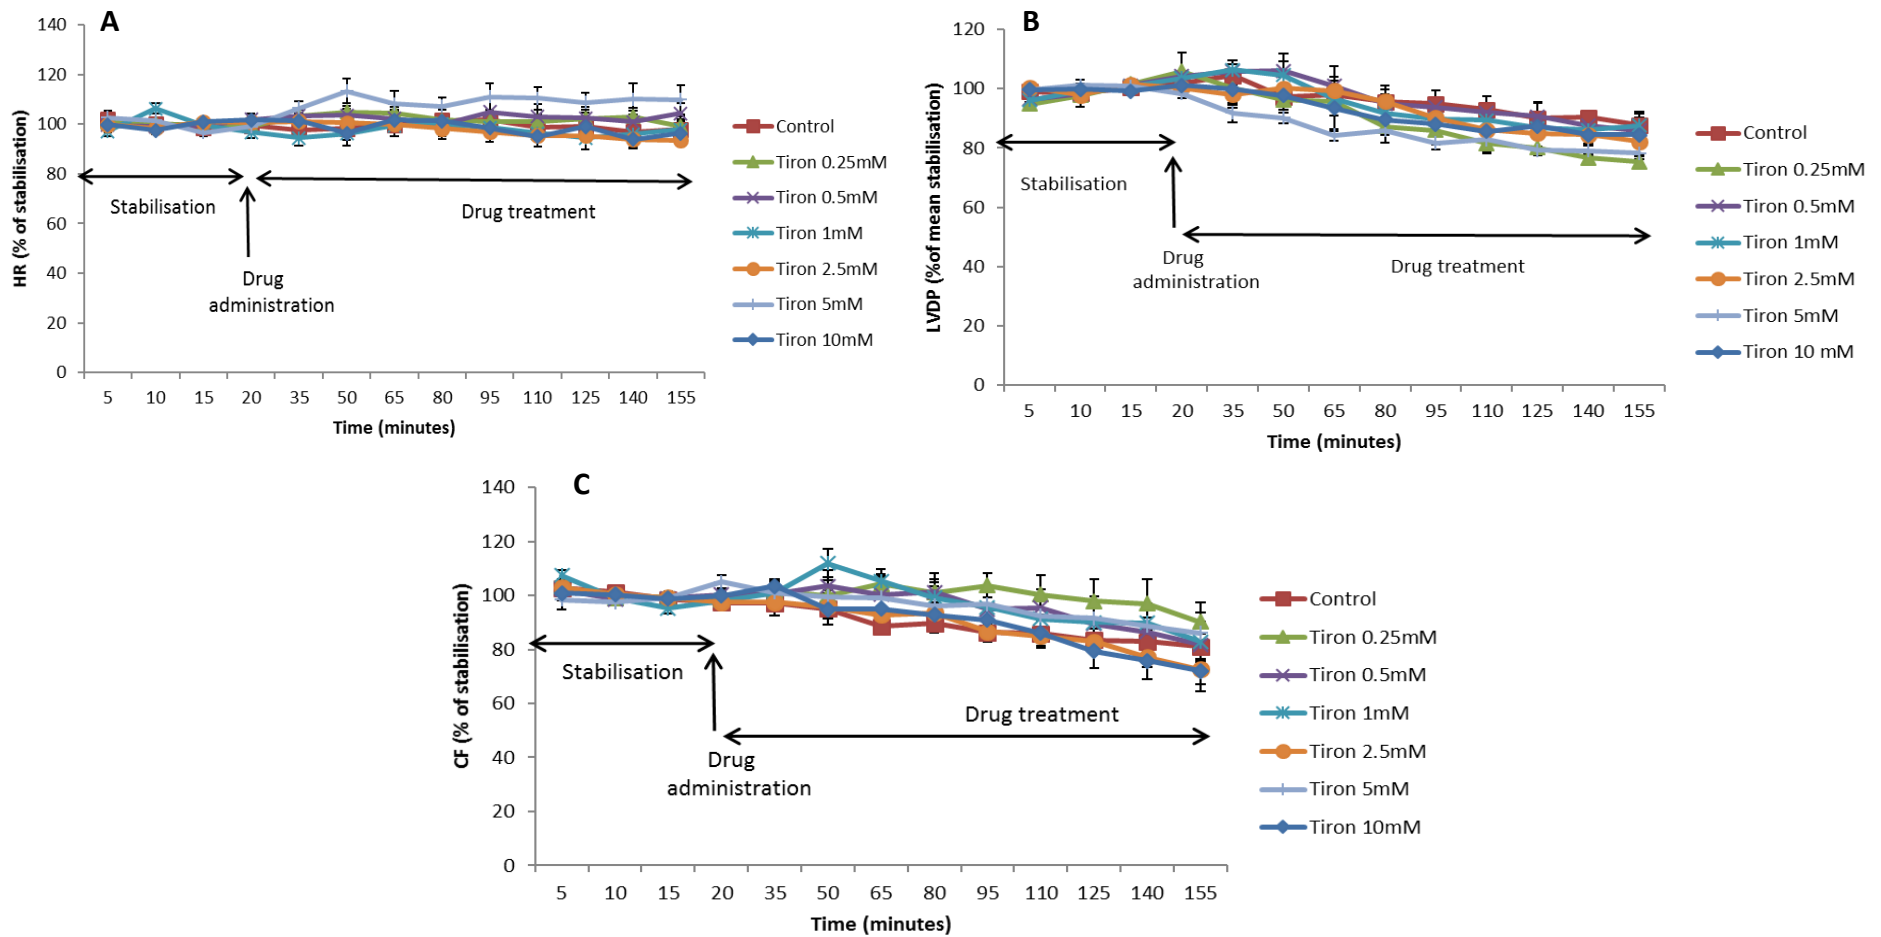 A
HR (% of stabilisation)
140
120
100
80
60
40
20
0
Stabilisation
Drug treatment
Drug
administration
5 10 15 20 35 50 65 80 95 110 125 140 155
Time (minutes)
Control
Tiron 0.25mM
Tiron 0.5mM
Tiron 1mM
Tiron 2.5mM
Tiron 5mM
Tiron 10mM
B
LVDP (%of mean stabilisation)
120
100
80
60
40
20
0
Stabilisation
Drug
administration
Drug treatment
5 10 15 20 35 50 65 80 95 110 125 140 155
Time (minutes)
Control
Tiron 0.25mM
Tiron 0.5mM
Tiron 1mM
Tiron 2.5mM
Tiron 5mM
Tiron 10 mM
C
CF (% of stabilisation)
140
120
100
80
60
40
20
0
Stabilisation
Drug treatment
Drug
administration
5 10 15 20 35 50 65 80 95 110 125 140 155
Time (minutes)
Control
Tiron 0.25mM
Tiron 0.5mM
Tiron 1mM
Tiron 2.5mM
Tiron 5mM
Tiron 10mM